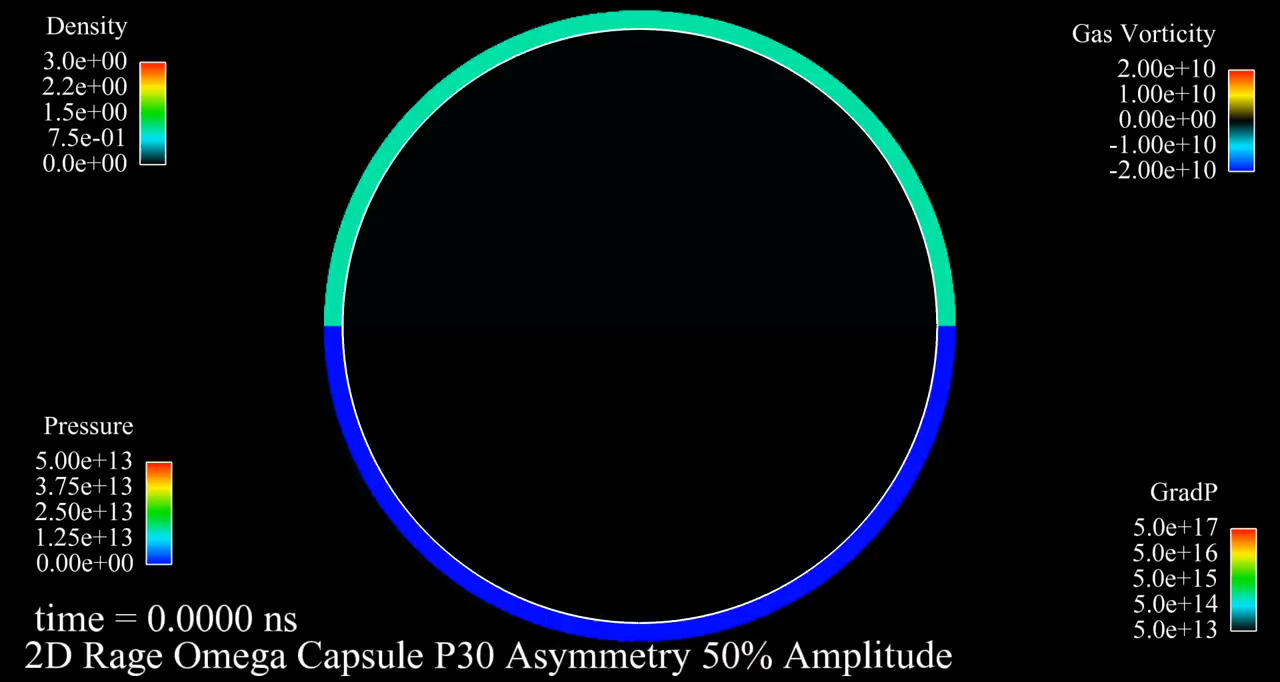 Density
3.0e+00
2.2e+00
1.5e+00
7.5e-01
0.0e+00
Gas Vorticity
2.00e+10
1.00e+10
0.00e+00
-1.00e+10
-2.00e+10
Pressure
5.00e+13
3.75e+13
2.50e+13
1.25e+13
0.00e+00
GradP
5.0e+17
5.0e+16
5.0e+15
5.0e+14
5.0e+13
time = 0.0000 ns
2D Rage Omega Capsule P30 Asymmetry 50% Amplitude